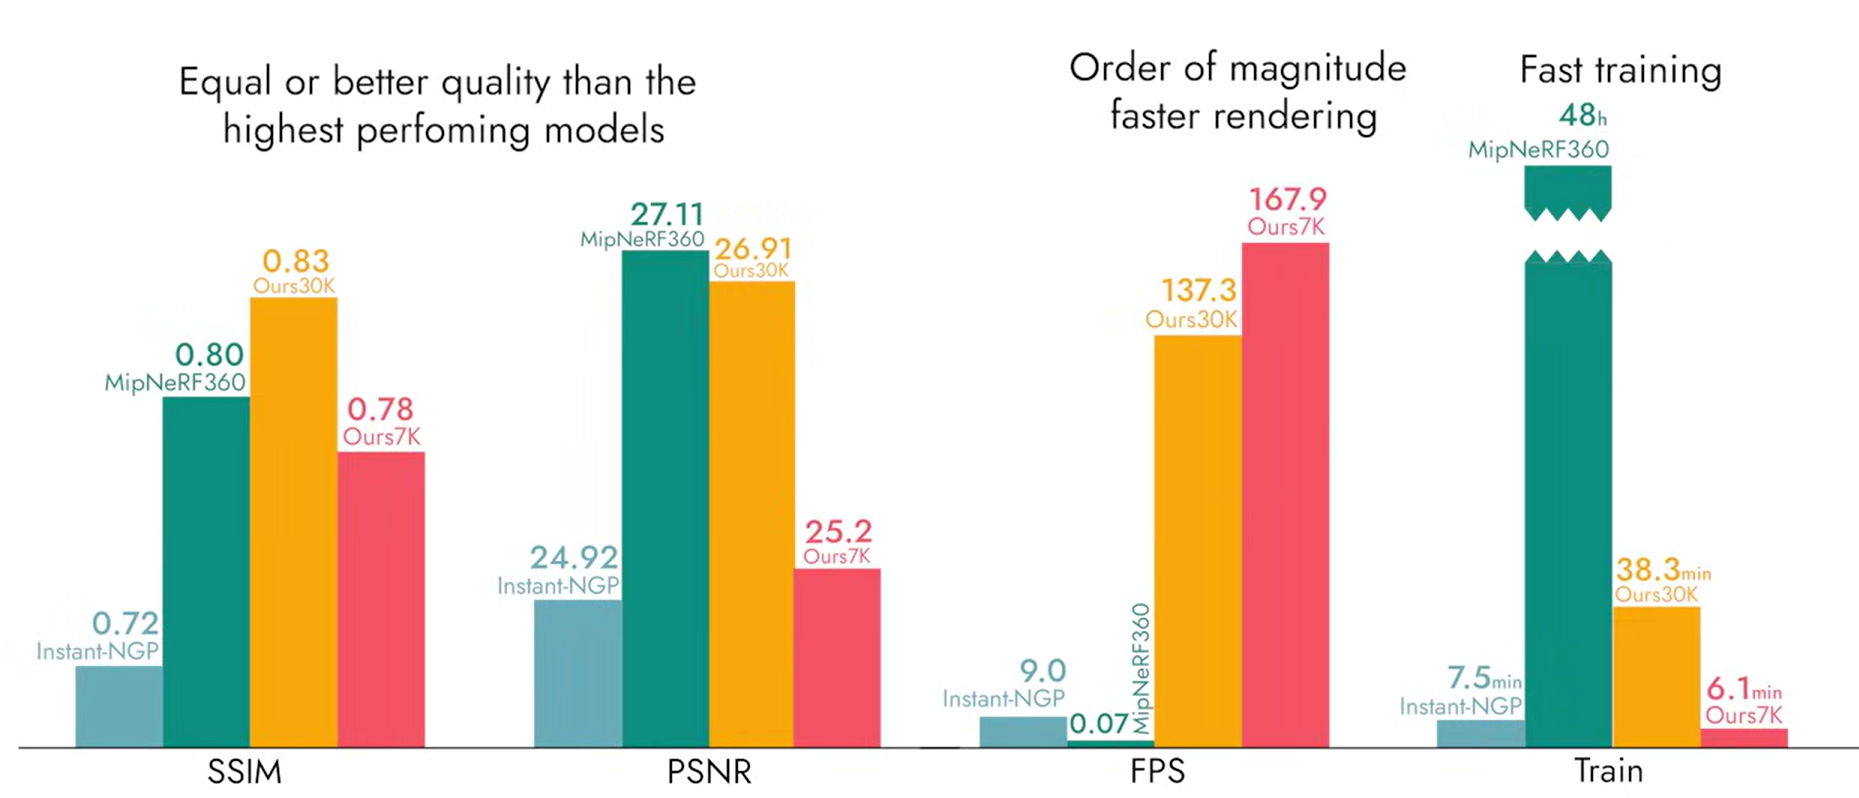 Equal or better quality than the
highest perfoming models
Order of magnitude
faster rendering
Fast training
0.72
Instant-NGP
0.80
MipNeRF360
0.83
Ours30K
0.78
Ours7K
SSIM
24.92
Instant-NGP
27.11
MipNeRF360
26.91
Ours30K
25.2
Ours7K
PSNR
9.0
Instant-NGP
0.07
MipNeRF360
137.3
Ours30K
167.9
Ours7K
FPS
7.5min
Instant-NGP
48h
MipNeRF360
38.3min
Ours30K
6.1min
Ours7K
Train